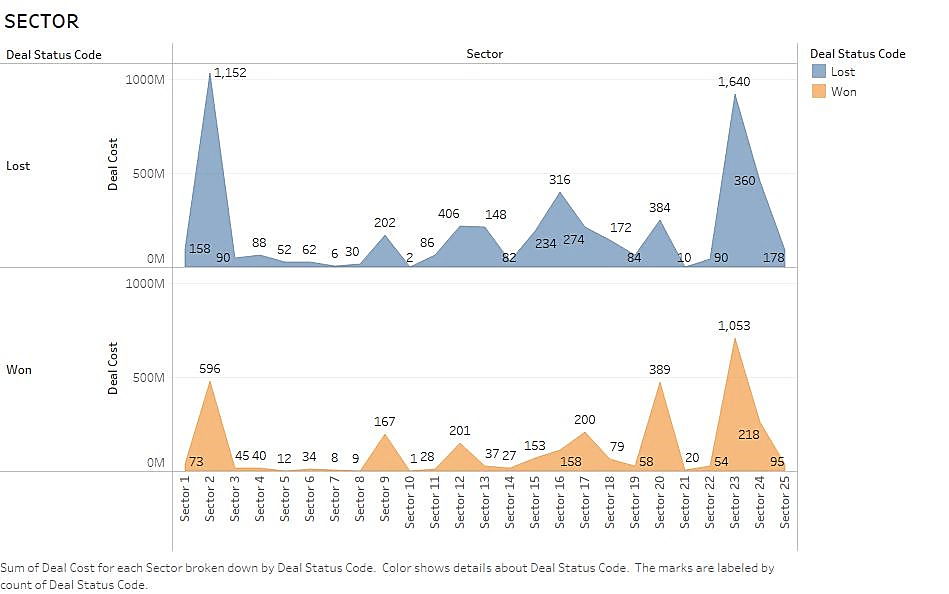 SECTOR
Deal Status Code
Sector
Deal Status Code
Lost
Won
Lost
Deal Cost
1000M
500M
0M
158
1,152
90
88
52
62
6
30
202
2
86
406
148
82
234
316
274
172
84
384
10
90
1,640
360
178
Won
Deal Cost
1000M
500M
0M
73
596
45
40
12
34
8
9
167
1
28
201
37
27
153
158
200
79
58
389
20
54
1,053
218
95
Sector 1
Sector 2
Sector 3
Sector 4
Sector 5
Sector 6
Sector 7
Sector 8
Sector 9
Sector 10
Sector 11
Sector 12
Sector 13
Sector 14
Sector 15
Sector 16
Sector 17
Sector 18
Sector 19
Sector 20
Sector 21
Sector 22
Sector 23
Sector 24
Sector 25
Sum of Deal Cost for each Sector broken down by Deal Status Code.  Color shows details about Deal Status Code.  The marks are labeled by
count of Deal Status Code.